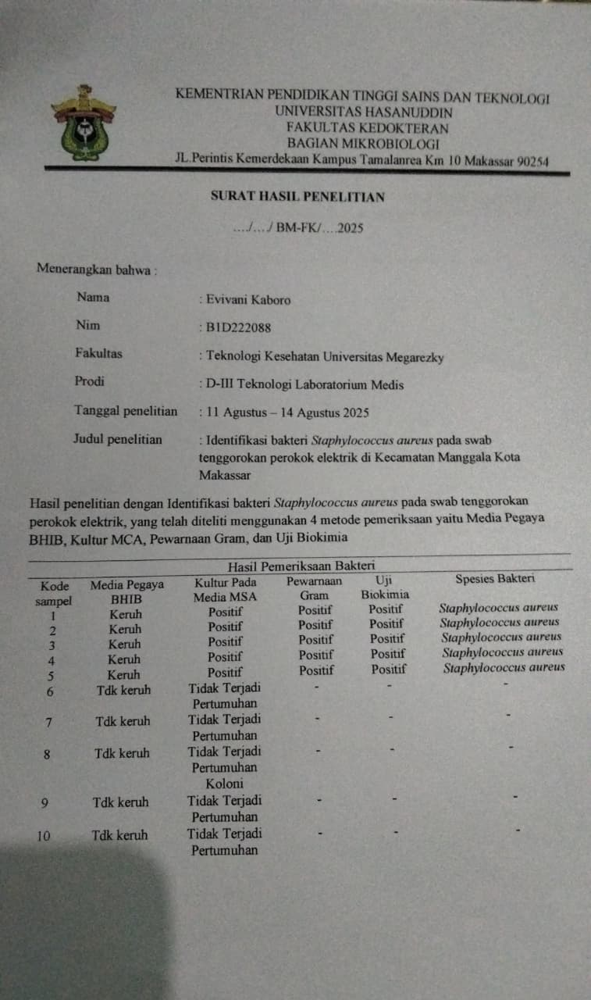 KEMENTRIAN PENDIDIKAN TINGGI SAINS DAN TEKNOLOGI
UNIVERSITAS HASANUDDIN
FAKULTAS KEDOKTERAN
BAGIAN MIKROBIOLOGI
JL.Perintis Kemerdekaan Kampus Tamalanrea Km 10 Makassar 90254
SURAT HASIL PENELITIAN
..../..../ BM-FK/....2025
Menerangkan bahwa :
Nama : Evivani Kaboro
Nim : B1D222088
Fakultas : Teknologi Kesehatan Universitas Megarezky
Prodi : D-III Teknologi Laboratorium Medis
Tanggal penelitian : 11 Agustus – 14 Agustus 2025
Judul penelitian : Identifikasi bakteri Staphylococcus aureus pada swab
tenggorokan perokok elektrik di Kecamatan Manggala Kota
Makassar
Hasil penelitian dengan Identifikasi bakteri Staphylococcus aureus pada swab tenggorokan
perokok elektrik, yang telah diteliti menggunakan 4 metode pemeriksaan yaitu Media Pegaya
BHIB, Kultur MCA, Pewarnaan Gram, dan Uji Biokimia
Hasil Pemeriksaan Bakteri
Kode Media Pegaya Kultur Pada Pewarnaan Uji Spesies Bakteri
sampel BHIB Media MSA Gram Biokimia
1 Keruh Positif Positif Positif Staphylococcus aureus
2 Keruh Positif Positif Positif Staphylococcus aureus
3 Keruh Positif Positif Positif Staphylococcus aureus
4 Keruh Positif Positif Positif Staphylococcus aureus
5 Keruh Positif Positif Positif Staphylococcus aureus
6 Tdk keruh Tidak Terjadi - - -
Pertumuhan
7 Tdk keruh Tidak Terjadi - - -
Pertumuhan
8 Tdk keruh Tidak Terjadi - - -
Pertumuhan
Koloni
9 Tdk keruh Tidak Terjadi - - -
Pertumuhan
10 Tdk keruh Tidak Terjadi - - -
Pertumuhan